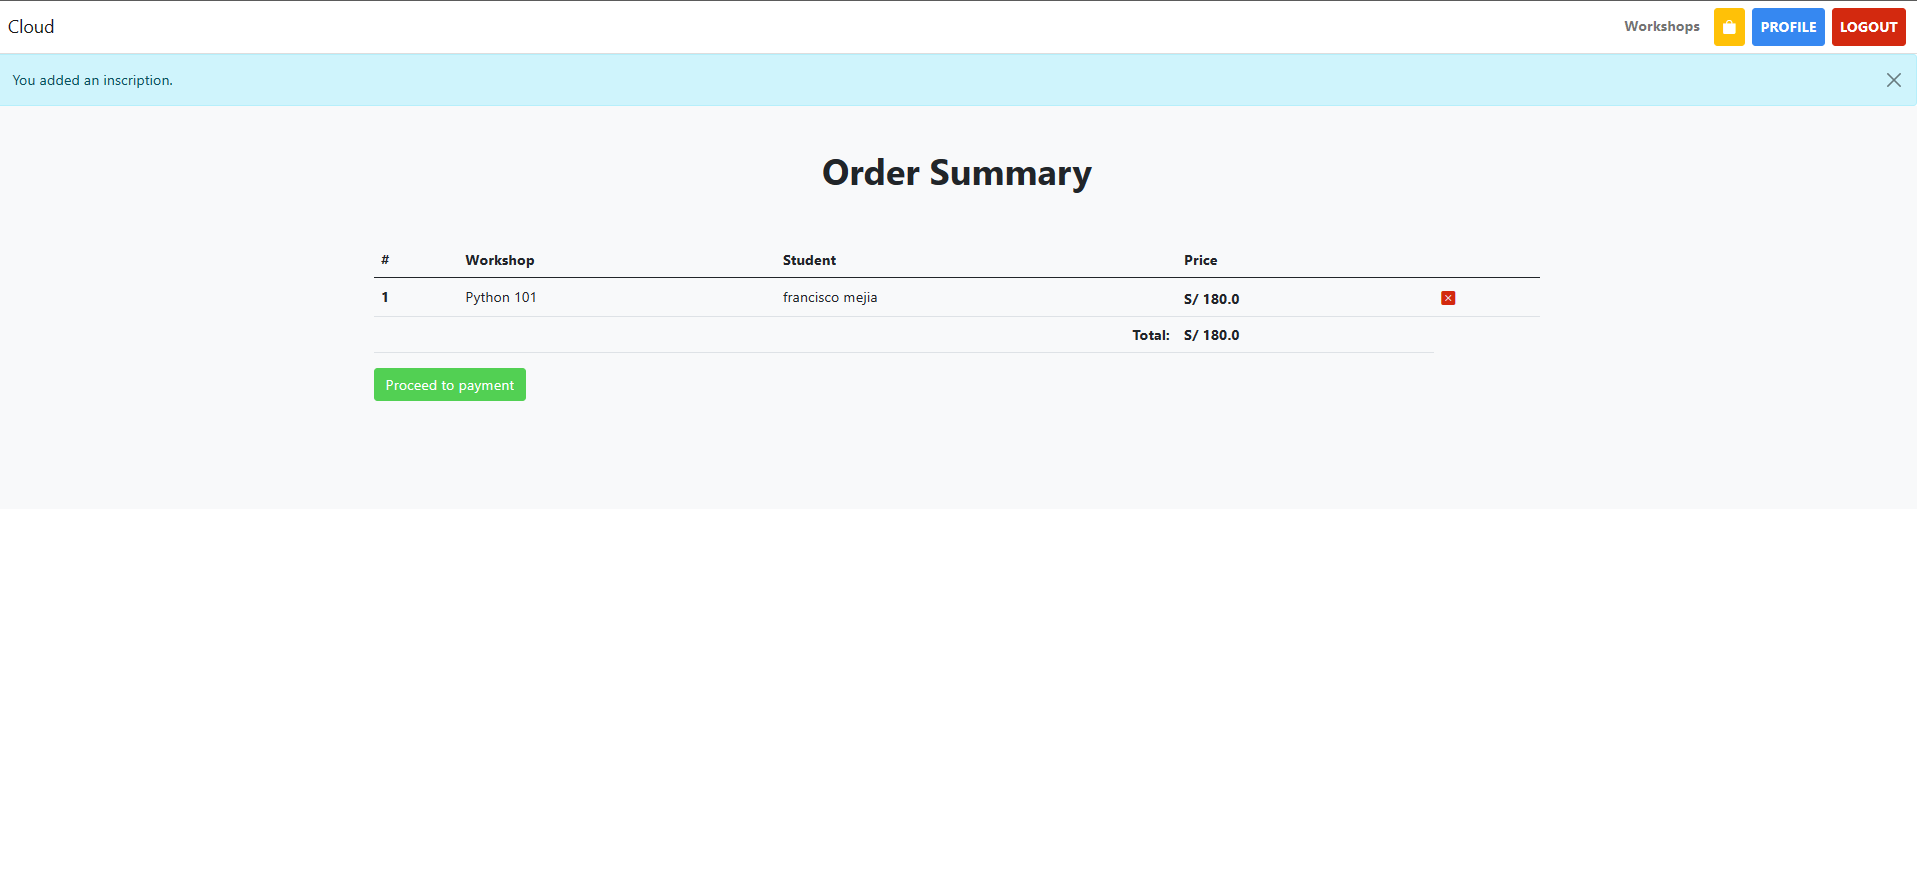 Cloud Workshops PROFILE LOGOUT
You added an inscription.
Order Summary
# Workshop Student Price
1 Python 101 francisco mejia S/ 180.0
Total: S/ 180.0
Proceed to payment